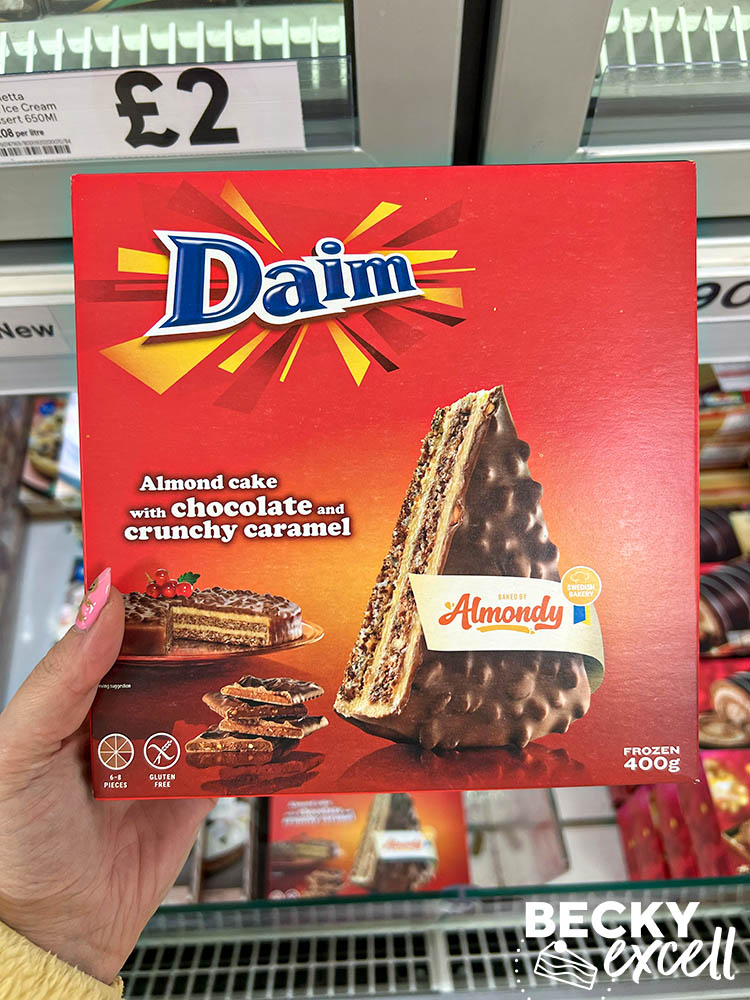 etta
Ice Cream
sert 650Ml
08 per litre
£2
New
90
Daim
Almond cake
with chocolate and
crunchy caramel
BAKED BY
Almondy
SWEDISH
BAKERY
6-8
PIECES
GLUTEN
FREE
FROZEN
400g
BECKY
excell